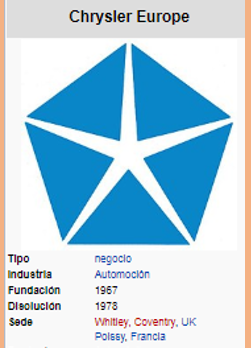 Chrysler Europe
Tipo negocio
Industria Automoción
Fundación 1967
Disolución 1978
Sede Whitley, Coventry, UK
Poissy, Francia